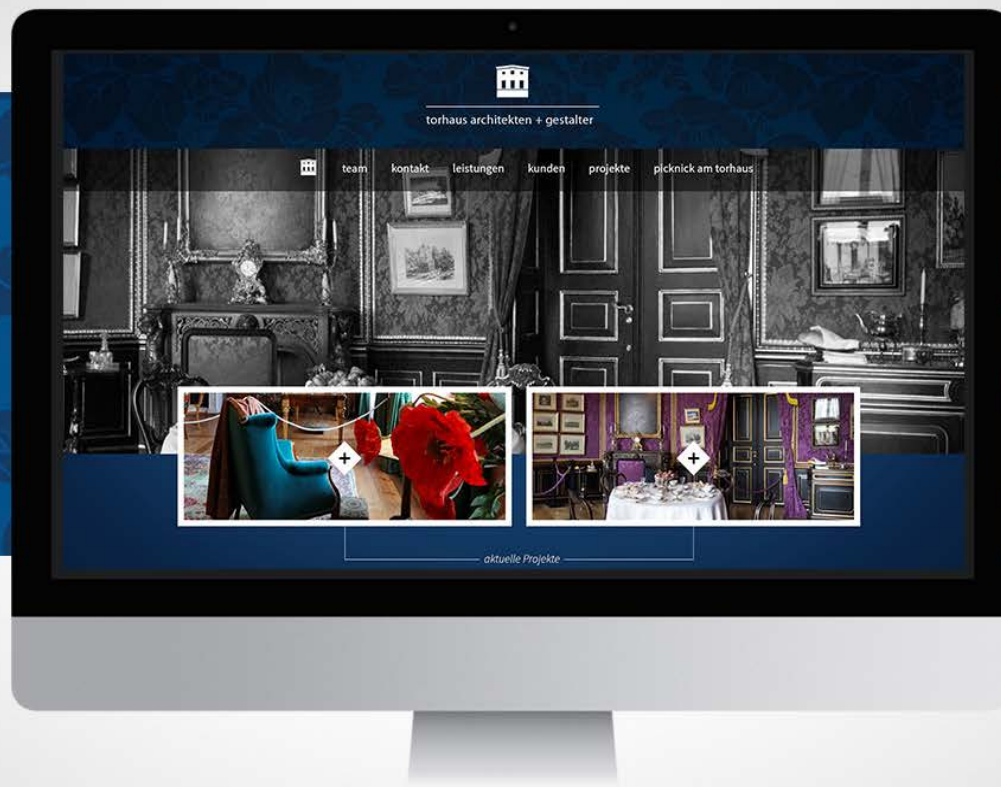 torhaus architekten + gestalter
team kontakt leistungen kunden projekte picknick am torhaus
aktuelle Projekte